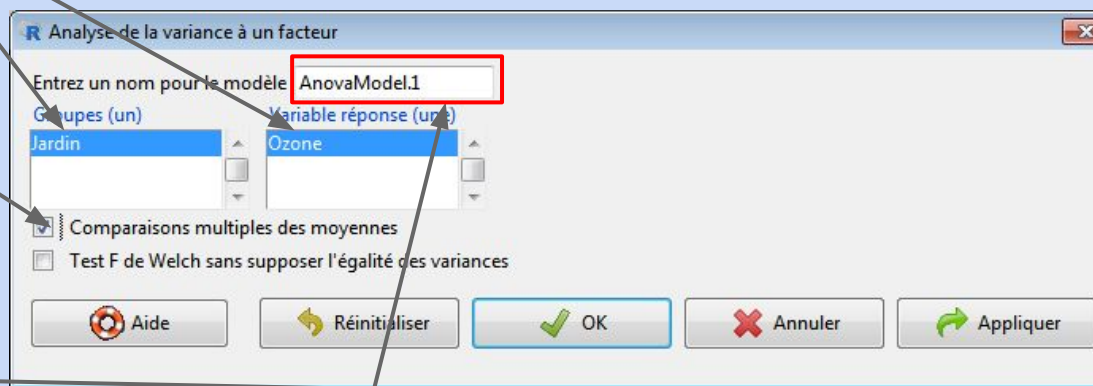 Analyse de la variance à un facteur
Entrez un nom pour le modèle AnovaModel.1
Groupes (un) Variable réponse (une)
Jardin Ozone
Comparaisons multiples des moyennes
Test F de Welch sans supposer l'égalité des variances
Aide Réinitialiser OK Annuler Appliquer